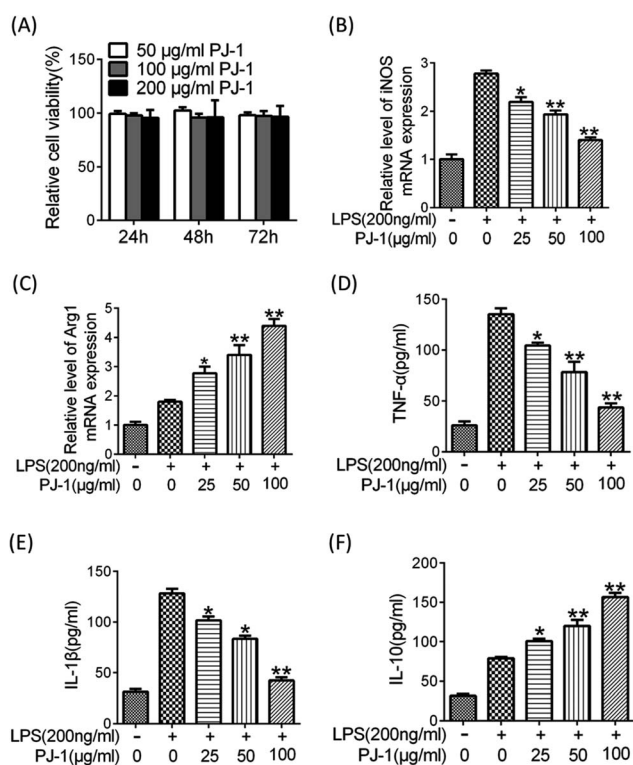 (A)
50 µg/ml PJ-1
100 µg/ml PJ-1
200 µg/ml PJ-1
Relative cell viability(%)
150
100
50
0
24h 48h 72h
(B)
Relative level of iNOS
mRNA expression
3
2
1
0
* ** **
LPS(200ng/ml) - + + + +
PJ-1(µg/ml) 0 0 25 50 100
(C)
Relative level of Arg1
mRNA expression
5
4
3
2
1
0
* ** **
LPS(200ng/ml) - + + + +
PJ-1(µg/ml) 0 0 25 50 100
(D)
TNF-α(pg/ml)
150
100
50
0
* ** **
LPS(200ng/ml) - + + + +
PJ-1(µg/ml) 0 0 25 50 100
(E)
IL-1β(pg/ml)
150
100
50
0
* * **
LPS(200ng/ml) - + + + +
PJ-1(µg/ml) 0 0 25 50 100
(F)
IL-10(pg/ml)
200
150
100
50
0
* ** **
LPS(200ng/ml) - + + + +
PJ-1(µg/ml) 0 0 25 50 100